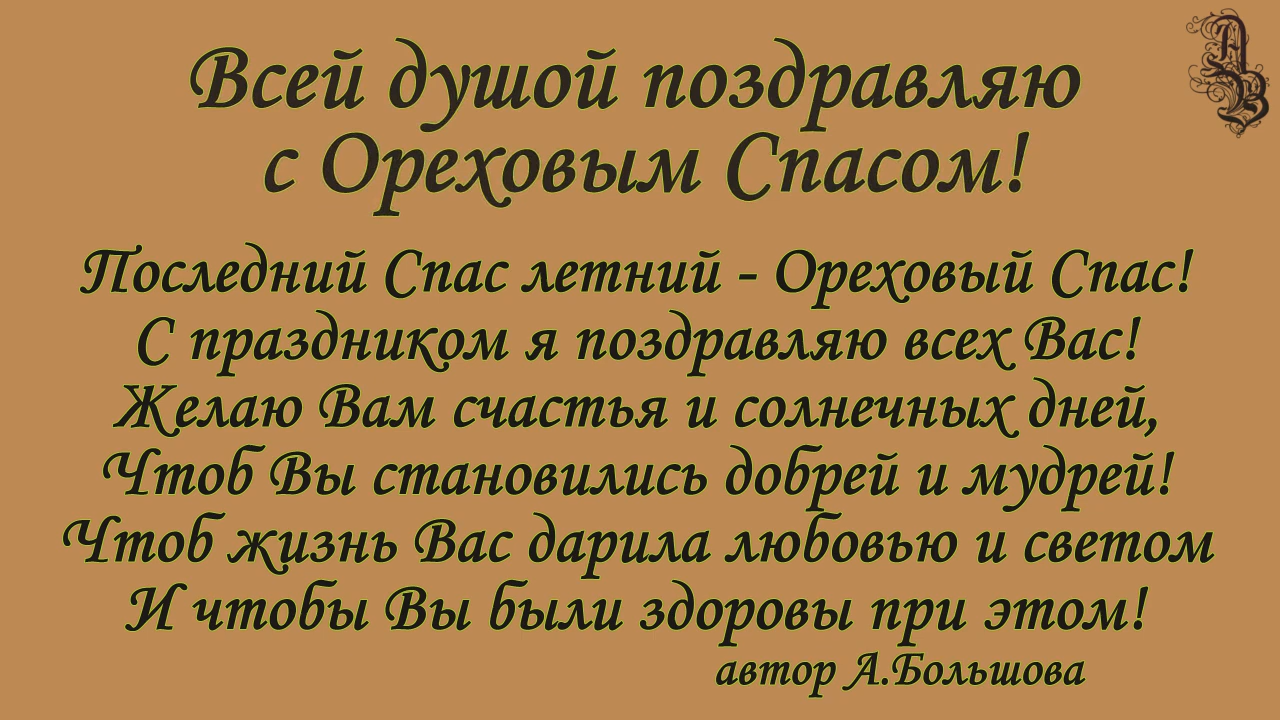 Всей душой поздравляю
с Ореховым Спасом!
Последний Спас летний - Ореховый Спас!
С праздником я поздравляю всех Вас!
Желаю Вам счастья и солнечных дней,
Чтоб Вы становились добрей и мудрей!
Чтоб жизнь Вас дарила любовью и светом
И чтобы Вы были здоровы при этом!
автор А.Большова